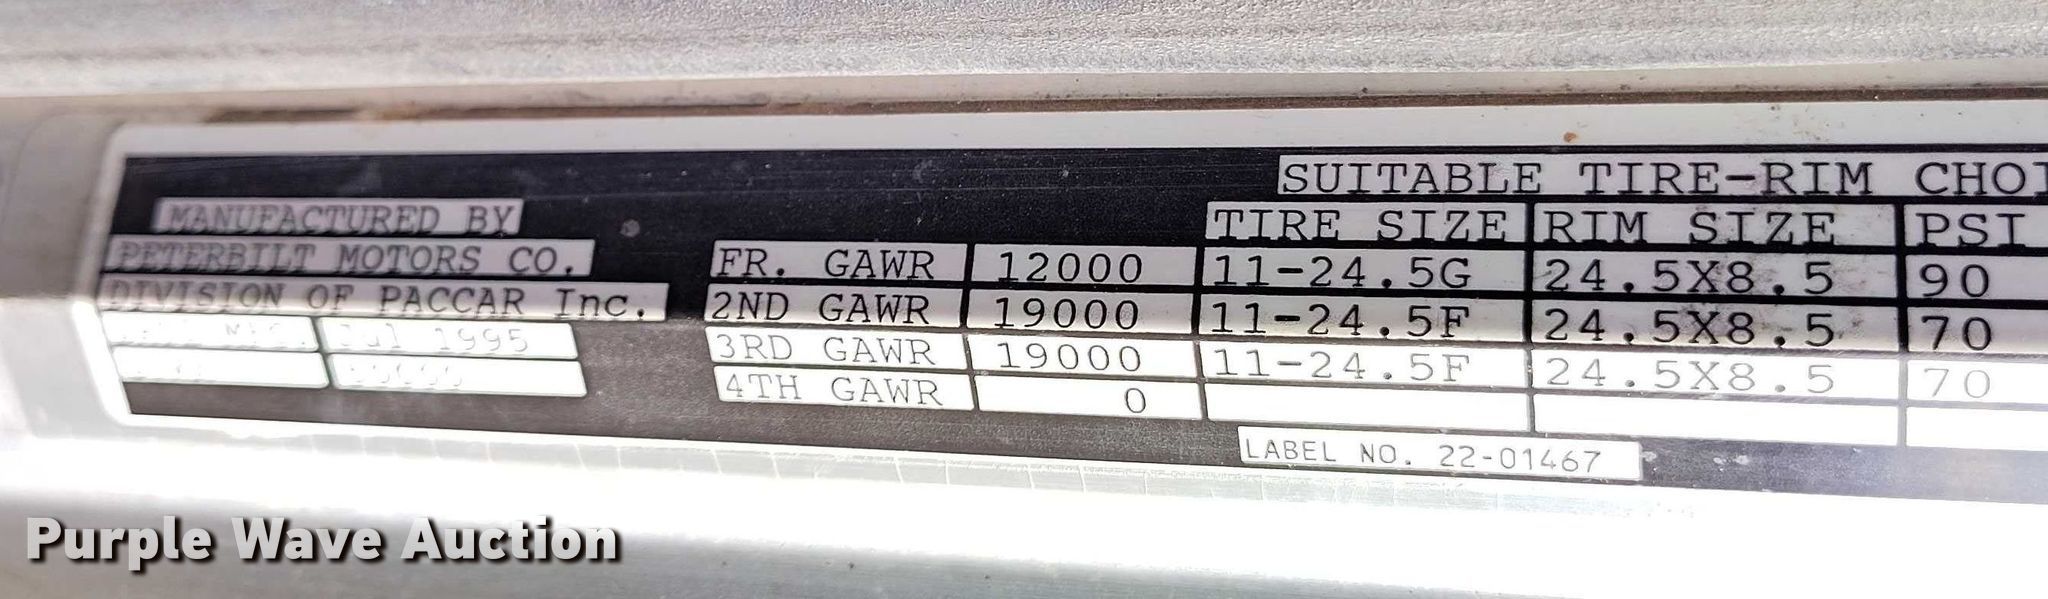 SUITABLE TIRE-RIM CHOI
MANUFACTURED BY
TIRE SIZE RIM SIZE PSI
PETERBILT MOTORS CO.
FR. GAWR 12000 11-24.5G 24.5X8.5 90
DIVISION OF PACCAR Inc.
2ND GAWR 19000 11-24.5F 24.5X8.5 70
Jul 1995
3RD GAWR 19000 11-24.5F 24.5X8.5 70
4TH GAWR 0
LABEL NO. 22-01467
Purple Wave Auction